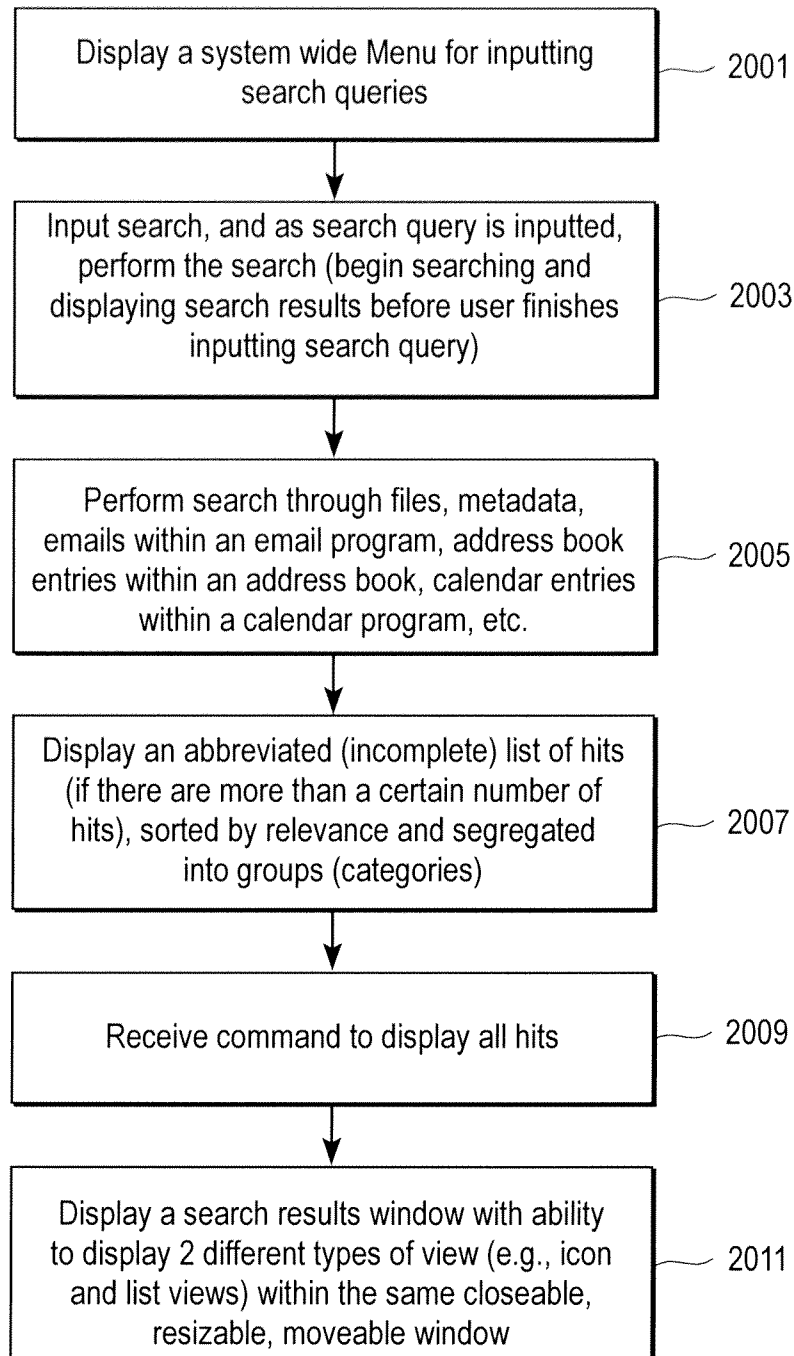 Display a system wide Menu for inputting
search queries
2001
Input search, and as search query is inputted,
perform the search (begin searching and
displaying search results before user finishes
inputting search query)
2003
Perform search through files, metadata,
emails within an email program, address book
entries within an address book, calendar entries
within a calendar program, etc.
2005
Display an abbreviated (incomplete) list of hits
(if there are more than a certain number of
hits), sorted by relevance and segregated
into groups (categories)
2007
Receive command to display all hits
2009
Display a search results window with ability
to display 2 different types of view (e.g., icon
and list views) within the same closeable,
resizable, moveable window
2011